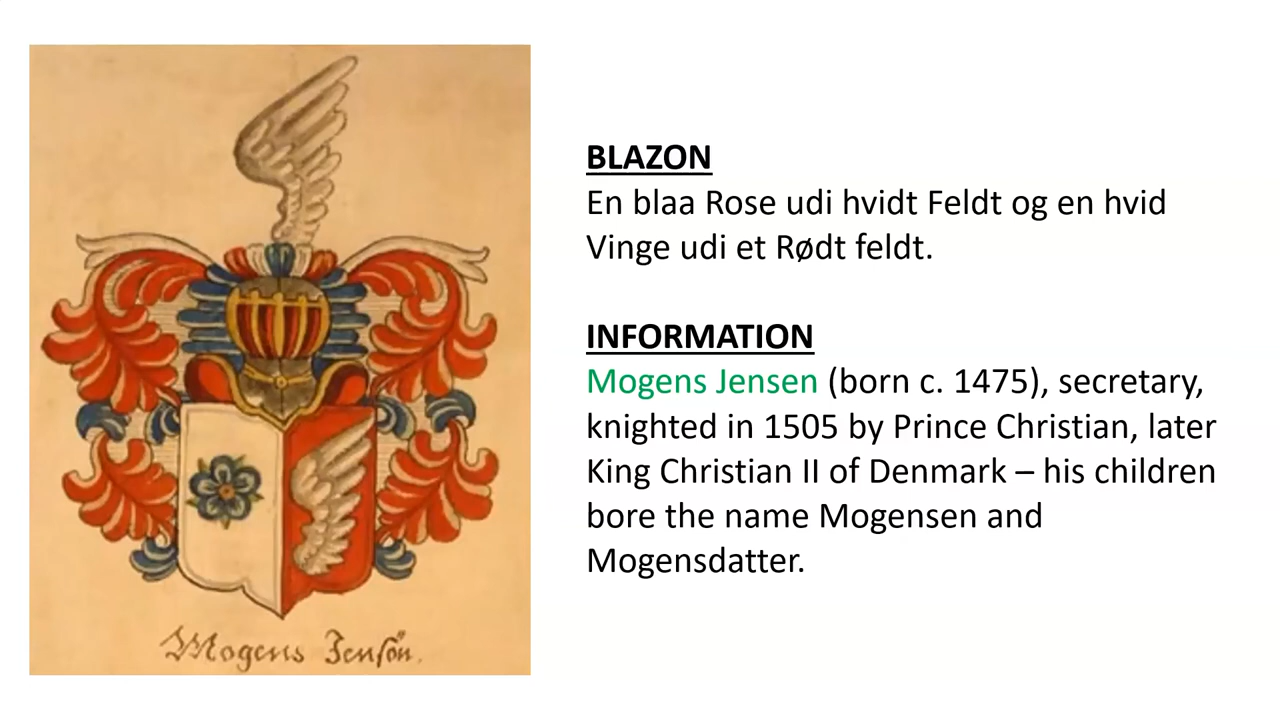 BLAZON
En blaa Rose udi hvidt Feldt og en hvid
Vinge udi et Rødt feldt.
INFORMATION
Mogens Jensen (born c. 1475), secretary,
knighted in 1505 by Prince Christian, later
King Christian II of Denmark – his children
bore the name Mogensen and
Mogensdatter.
Mogens Jensön.